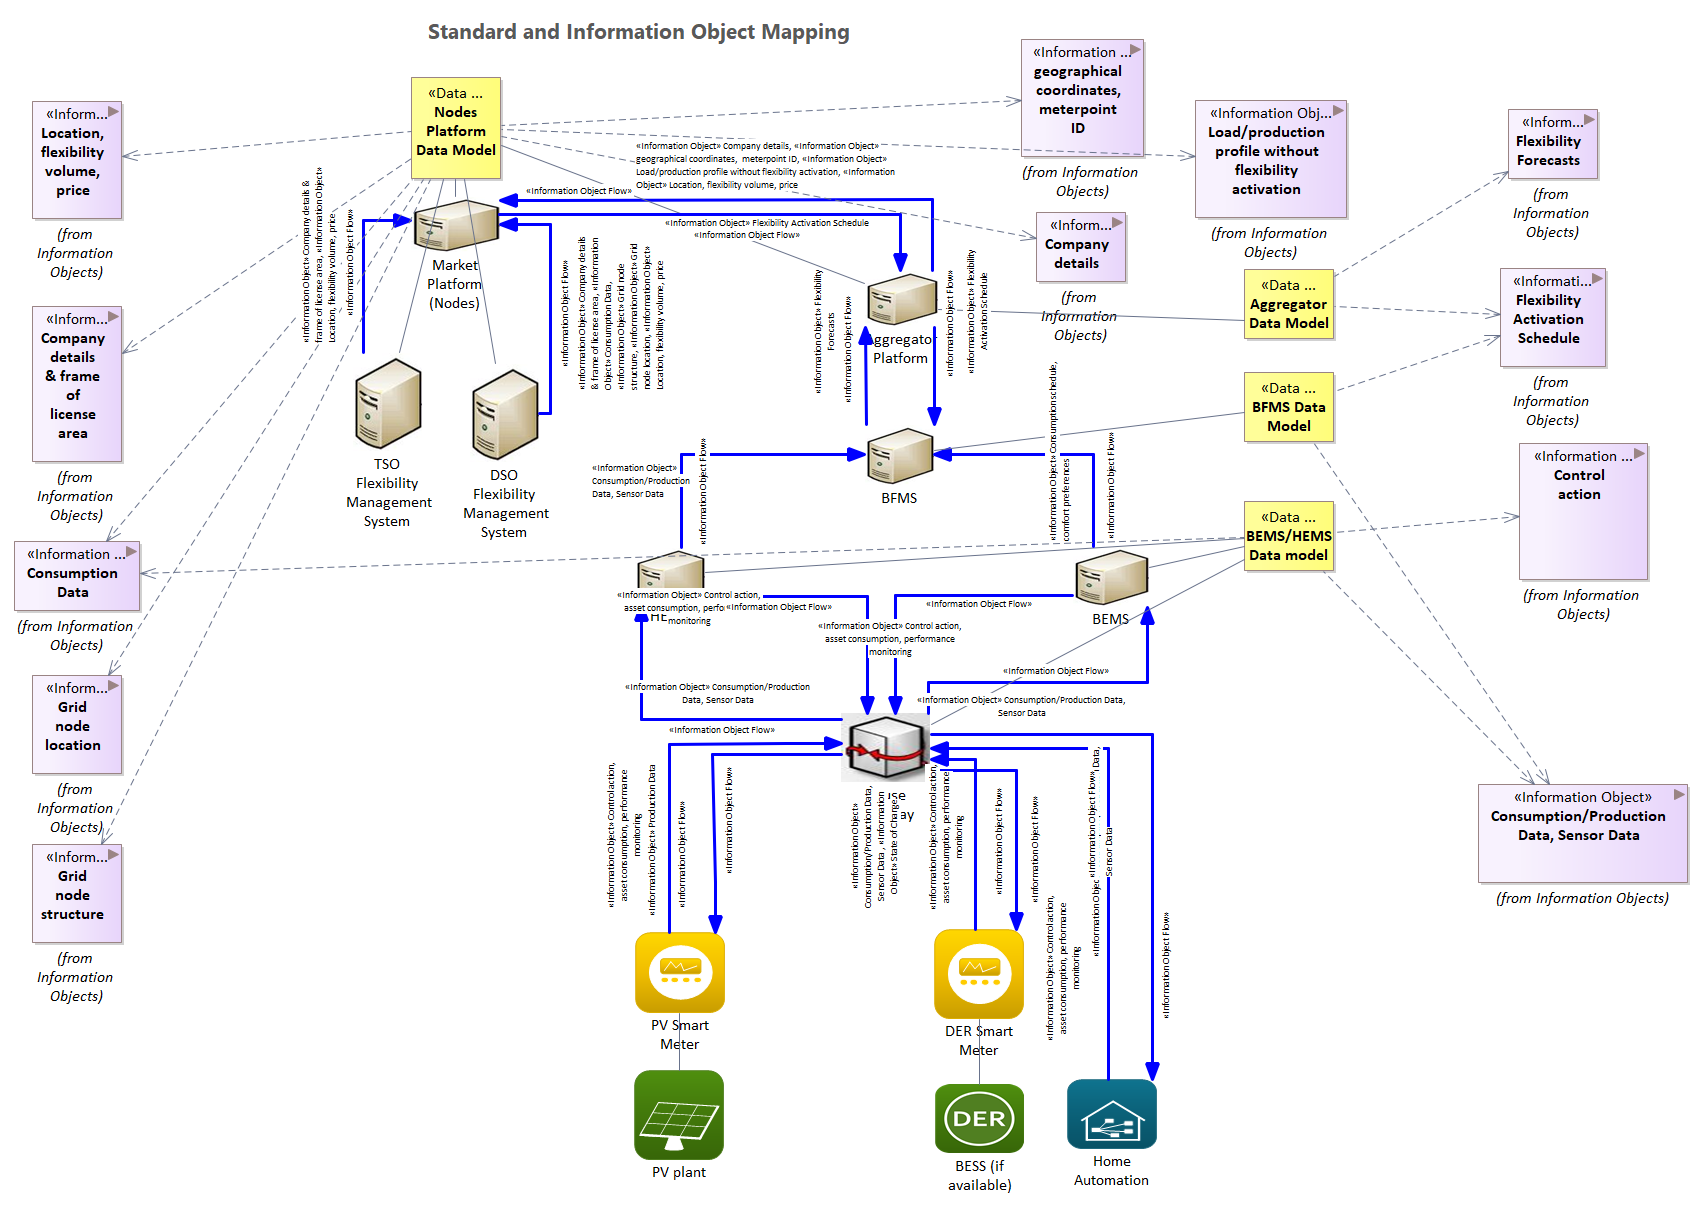 Standard and Information Object Mapping
«Inform...
Location,
flexibility
volume,
price
(from
Information
Objects)
«Data ...
Nodes
Platform
Data Model
«Information ...
geographical
coordinates,
meterpoint
ID
(from Information
Objects)
«Information Obj...
Load/production
profile without
flexibility
activation
(from Information
Objects)
«Inform...
Flexibility
Forecasts
(from
Information
Objects)
«Information Object» Company details, «Information Object»
geographical coordinates,  meterpoint ID, «Information Object»
Load/production profile without flexibility activation, «Information
Object» Location, flexibility volume, price
«Information Object Flow»
«Information Object» Flexibility Activation Schedule
«Information Object Flow»
«Inform...
Company
details
(from
Information
Objects)
«Information Object» Company details &
frame of license area, «Information Object»
Location, flexibility volume, price
«Information Object Flow»
Market
Platform
(Nodes)
«Information Object Flow»
«Information Object» Company details
& frame of license area, «Information
Object» Consumption Data,
«Information Object» Grid node
structure, «Information Object» Grid
node location, «Information Object»
Location, flexibility volume, price
«Data ...
Aggregator
Data Model
«Informati...
Flexibility
Activation
Schedule
(from
Information
Objects)
«Inform...
Company
details
& frame
of
license
area
(from
Information
Objects)
«Information Object» Flexibility
Forecasts
«Information Object Flow»
Aggregator
Platform
«Information Object Flow»
«Information Object» Flexibility
Activation Schedule
TSO
Flexibility
Management
System
DSO
Flexibility
Management
System
«Data ...
BFMS Data
Model
«Information Object»
Consumption/Production
Data, Sensor Data
«Information Object Flow»
BFMS
«Information Object» Consumption schedule,
comfort preferences
«Information Object Flow»
«Information ...
Control
action
(from Information
Objects)
«Data ...
BEMS/HEMS
Data model
«Information ...
Consumption
Data
(from Information
Objects)
«Information Object» Control action,
asset consumption, perfo
monitoring
«Information Object Flow»
HE
«Information Object Flow»
BEMS
«Information Object» Control action,
asset consumption, performance
monitoring
«Information Object Flow»
«Information Object» Consumption/Production
Data, Sensor Data
«Information Object» Consumption/Production Data,
Sensor Data
«Information Object Flow»
«Inform...
Grid
node
location
(from
Information
Objects)
«Information Object» Control action,
asset consumption, performance
monitoring
«Information Object» Production Data
«Information Object Flow»
«Information Object Flow»
se
ay
«Information Object»
Consumption/Production Data,
Sensor Data , «Information
Object» State of Change
«Information Object» Control action,
asset consumption, performance
monitoring
«Information Object Flow»
«Information Object Flow»
«Information Object» Control action,
asset consumption, performance
monitoring
«Information Objec
«Information Object Flow»
Data,
Sensor Data
«Information Object Flow»
«Information Object»
Consumption/Production
Data, Sensor Data
(from Information Objects)
«Inform...
Grid
node
structure
(from
Information
Objects)
PV Smart
Meter
DER Smart
Meter
PV plant
DER
BESS (if
available)
Home
Automation